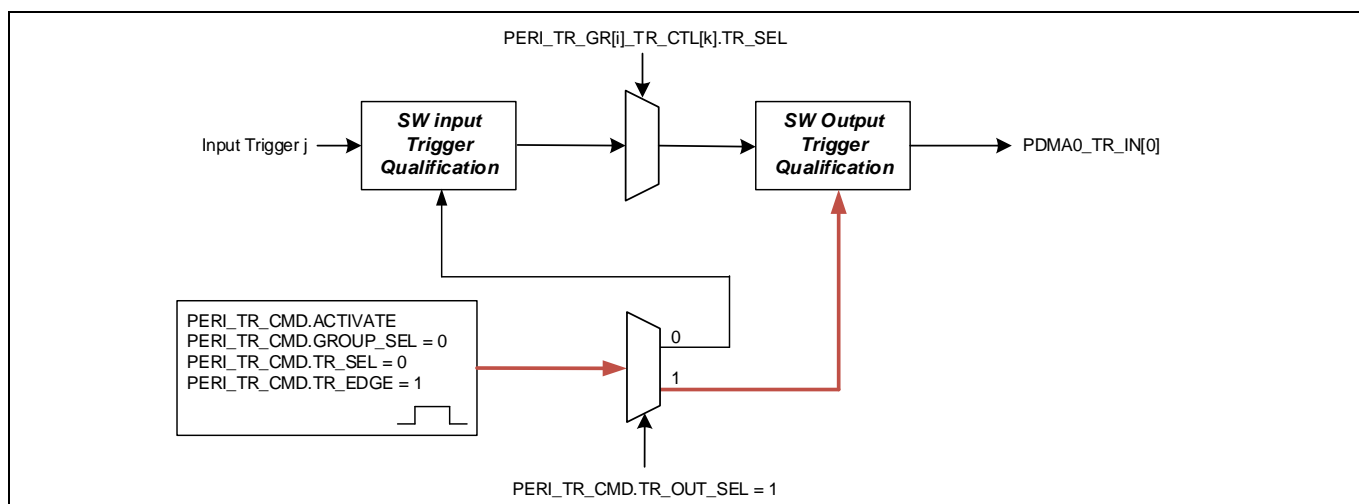 PERI_TR_GR[i]_TR_CTL[k].TR_SEL
Input Trigger j
SW input
Trigger
Qualification
SW Output
Trigger
Qualification
PDMA0_TR_IN[0]
PERI_TR_CMD.ACTIVATE
PERI_TR_CMD.GROUP_SEL = 0
PERI_TR_CMD.TR_SEL = 0
PERI_TR_CMD.TR_EDGE = 1
0
1
PERI_TR_CMD.TR_OUT_SEL = 1